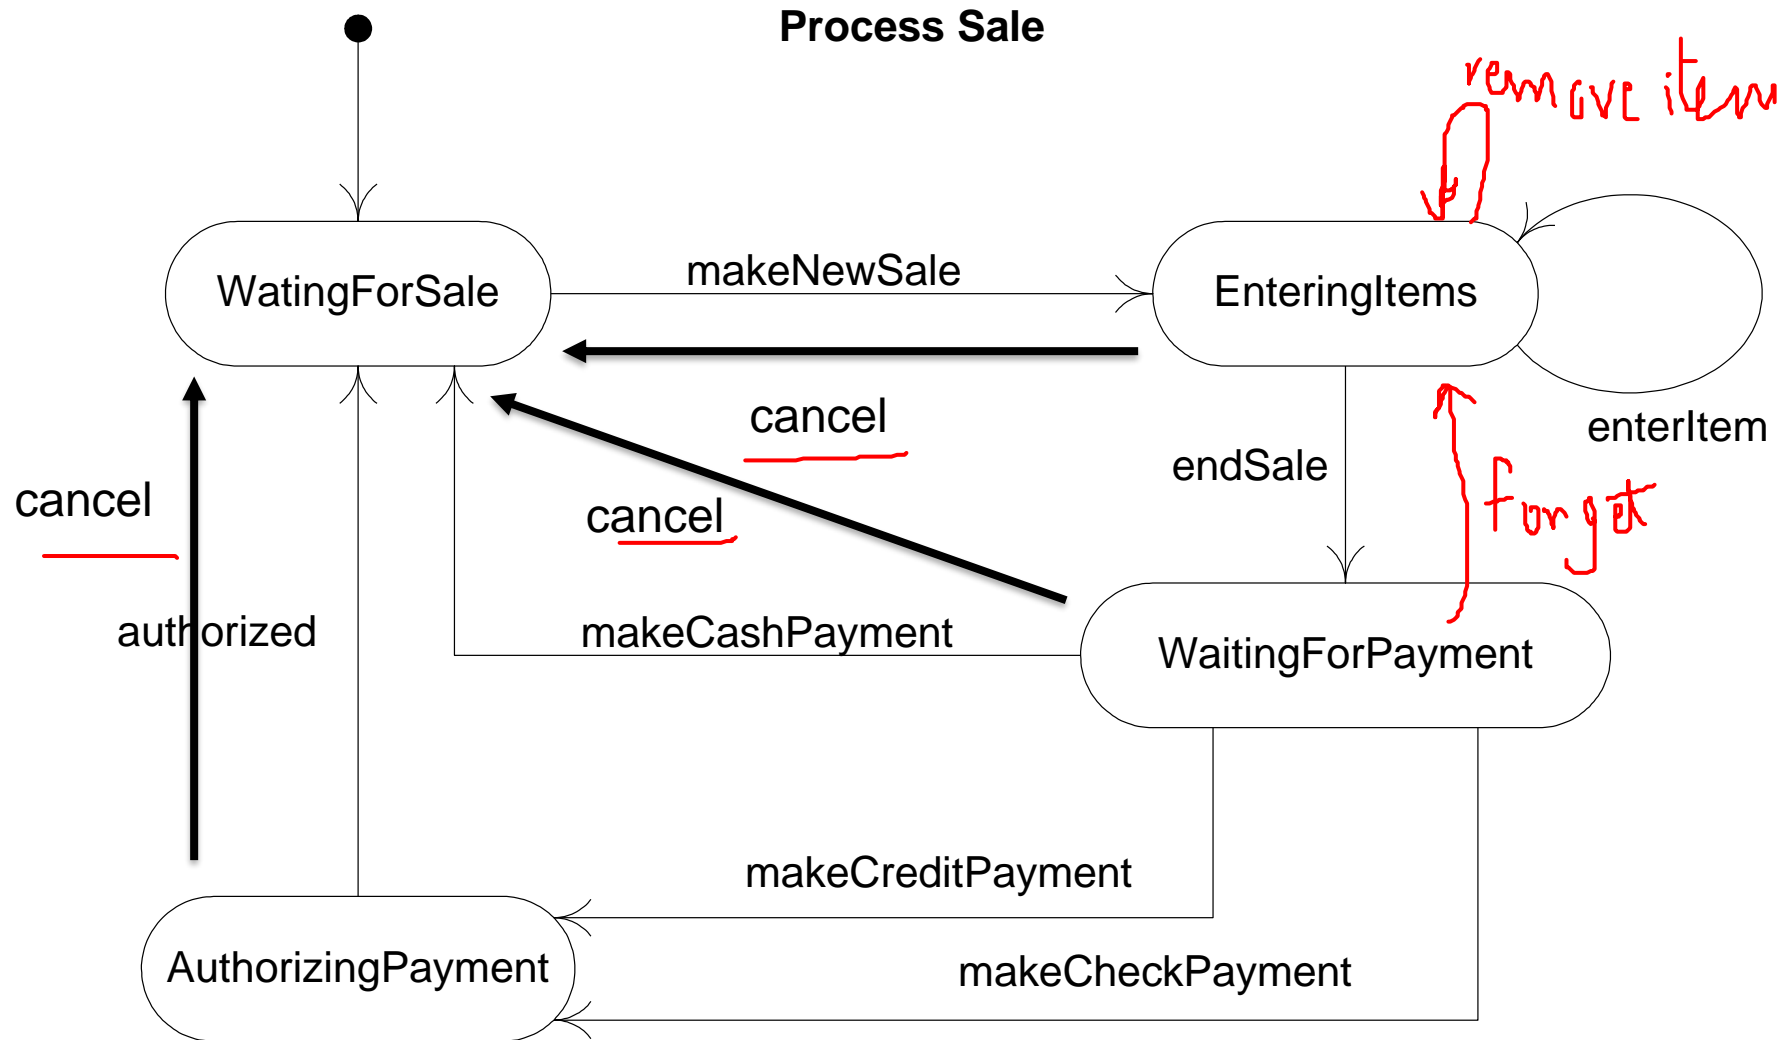 Process Sale
remove item
WatingForSale
makeNewSale
EnteringItems
cancel
enterItem
endSale
cancel
cancel
forget
authorized
makeCashPayment
WaitingForPayment
makeCreditPayment
AuthorizingPayment
makeCheckPayment